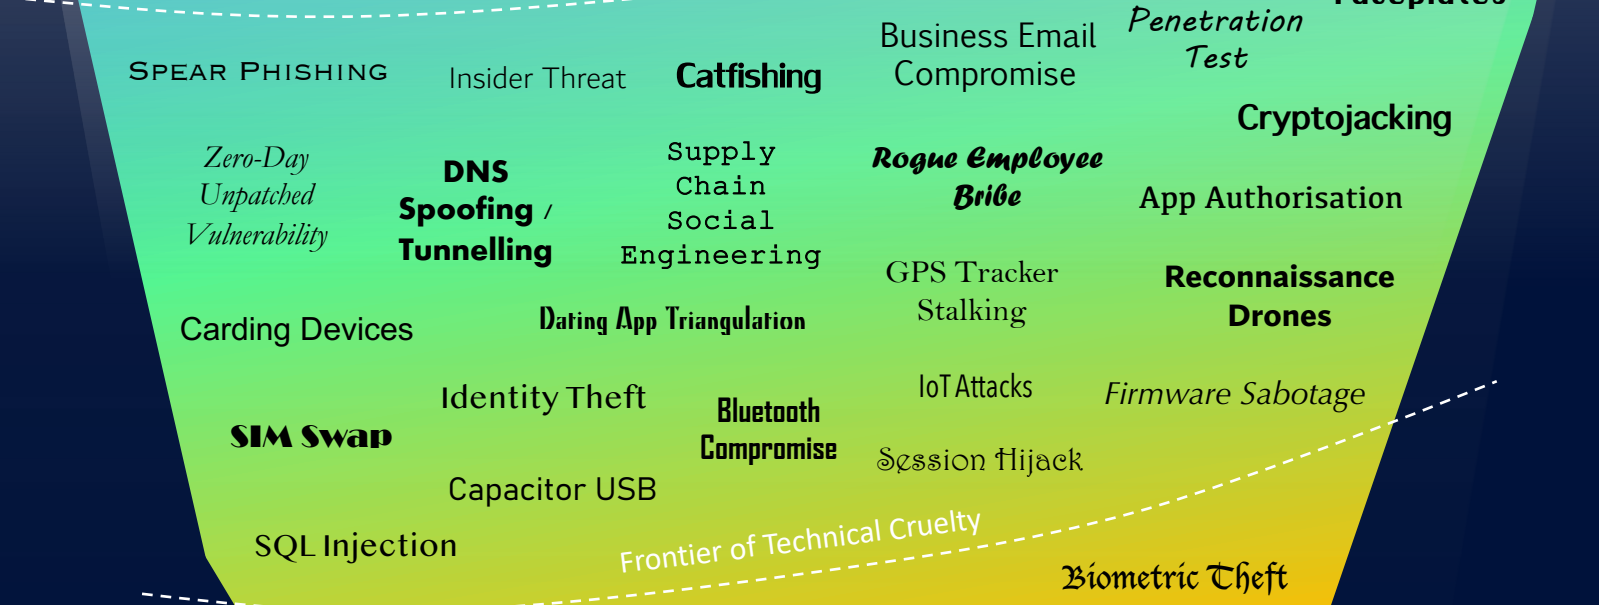 Penetration
Test
Business Email
Compromise
SPEAR PHISHING
Insider Threat
Catfishing
Cryptojacking
Zero-Day
Unpatched
Vulnerability
DNS
Spoofing /
Tunnelling
Supply
Chain
Social
Engineering
Rogue Employee
Bribe
App Authorisation
GPS Tracker
Stalking
Reconnaissance
Drones
Carding Devices
Dating App Triangulation
Identity Theft
Bluetooth
Compromise
IoT Attacks
Firmware Sabotage
SIM Swap
Session Hijack
Capacitor USB
SQL Injection
Frontier of Technical Cruelty
Biometric Theft